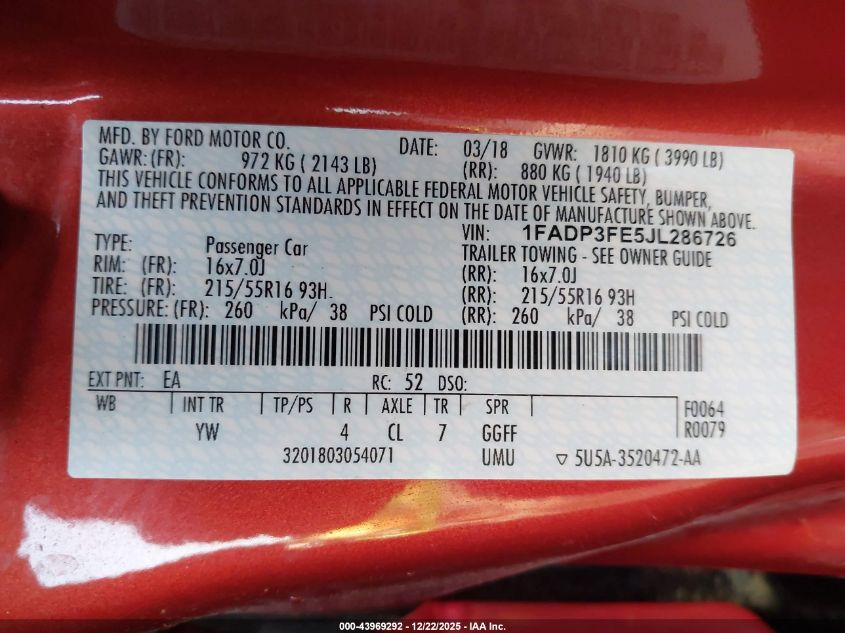 MFD. BY FORD MOTOR CO. DATE: 03/18 GVWR: 1810 KG ( 3990 LB)
GAWR: (FR): 972 KG ( 2143 LB) (RR): 880 KG ( 1940 LB)
THIS VEHICLE CONFORMS TO ALL APPLICABLE FEDERAL MOTOR VEHICLE SAFETY, BUMPER,
AND THEFT PREVENTION STANDARDS IN EFFECT ON THE DATE OF MANUFACTURE SHOWN ABOVE.
VIN: 1FADP3FE5JL286726
TYPE: Passenger Car TRAILER TOWING - SEE OWNER GUIDE
RIM: (FR): 16x7.0J (RR): 16x7.0J
TIRE: (FR): 215/55R16 93H (RR): 215/55R16 93H
PRESSURE: (FR): 260 kPa/ 38 PSI COLD (RR): 260 kPa/ 38 PSI COLD
EXT PNT: EA RC: 52 DSO:
WB INT TR TP/PS R AXLE TR SPR F0064
YW 4 CL 7 GGFF R0079
3201803054071 UMU ▽ 5U5A-3520472-AA
000-43969292 - 12/22/2025 - IAA Inc.